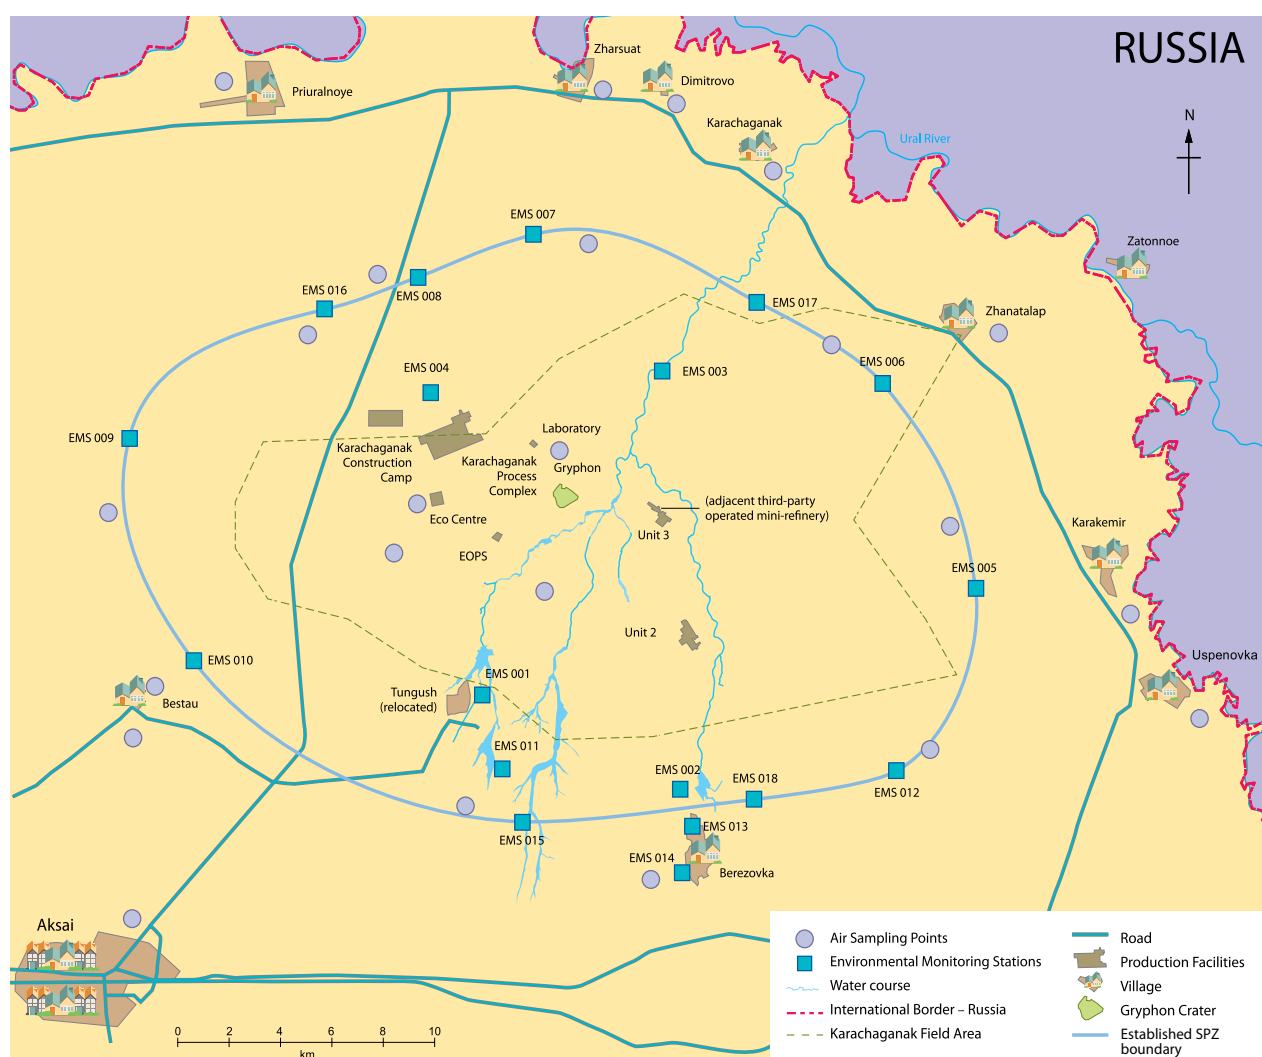 RUSSIA
Zharsuat
Dimitrovo
Priuralnoye
Karachaganak
Ural River
N
EMS 007
Zatonnoe
EMS 016
EMS 008
EMS 017
Zhanatalap
EMS 004
EMS 003
EMS 006
EMS 009
Laboratory
Karachaganak
Construction
Camp
Karachaganak
Process
Complex
Gryphon
Eco Centre
(adjacent third-party
operated mini-refinery)
Unit 3
Karakemir
EOPS
EMS 005
Unit 2
EMS 010
Uspenovka
EMS 001
Tungush
(relocated)
Bestau
EMS 011
EMS 002
EMS 018
EMS 012
EMS 015
EMS 013
EMS 014
Berezovka
Aksai
Air Sampling Points
Environmental Monitoring Stations
Water course
International Border – Russia
Karachaganak Field Area
Road
Production Facilities
Village
Gryphon Crater
Established SPZ
boundary
0 2 4 6 8 10
km